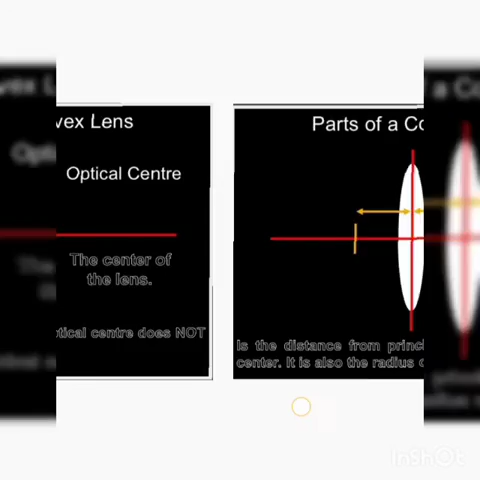 vex Lens
Optical Centre
The center of
the lens.
tical centre does NOT
Parts of a Co
Is the distance from princ
center. It is also the radius
InShOt